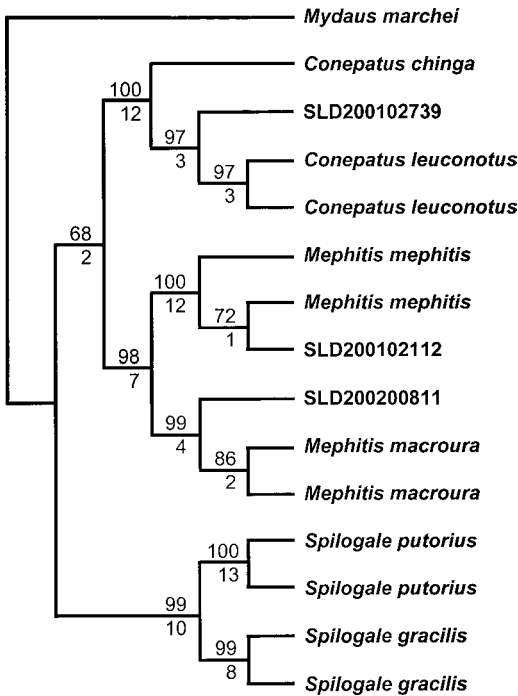 Mydaus marchei
Conepatus chinga
100
12
SLD200102739
97
3
Conepatus leuconotus
97
3
Conepatus leuconotus
68
2
Mephitis mephitis
100
12
Mephitis mephitis
72
1
SLD200102112
98
7
SLD200200811
99
4
Mephitis macroura
86
2
Mephitis macroura
Spilogale putorius
100
13
Spilogale putorius
99
10
Spilogale gracilis
99
8
Spilogale gracilis